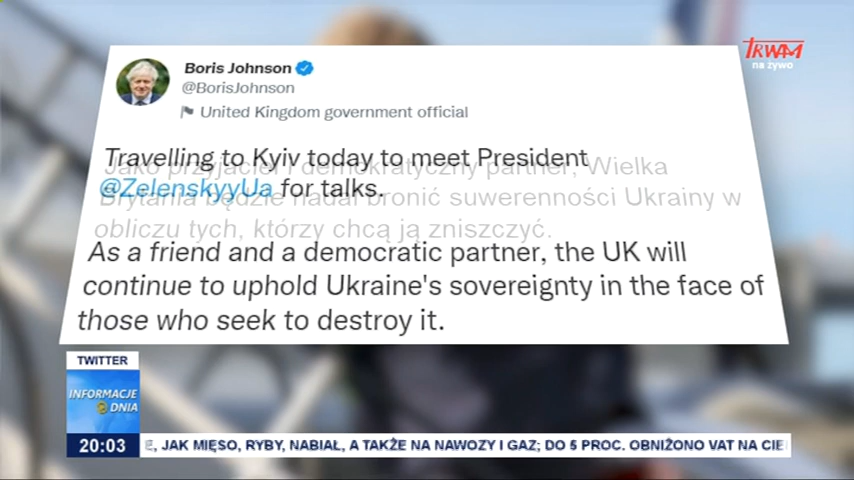 TRWAM
na żywo
Boris Johnson
@BorisJohnson
United Kingdom government official
Travelling to Kyiv today to meet President
@ZelenskyyUa for talks.
Jako przyjaciel i demokratyczny partner, Wielka
Brytania będzie nadal bronić suwerenności Ukrainy w
obliczu tych, którzy chcą ją zniszczyć.
As a friend and a democratic partner, the UK will
continue to uphold Ukraine's sovereignty in the face of
those who seek to destroy it.
TWITTER
INFORMACJE
DNIA
20:03
E, JAK MIĘSO, RYBY, NABIAŁ, A TAKŻE NA NAWOZY I GAZ; DO 5 PROC. OBNIŻONO VAT NA CIE